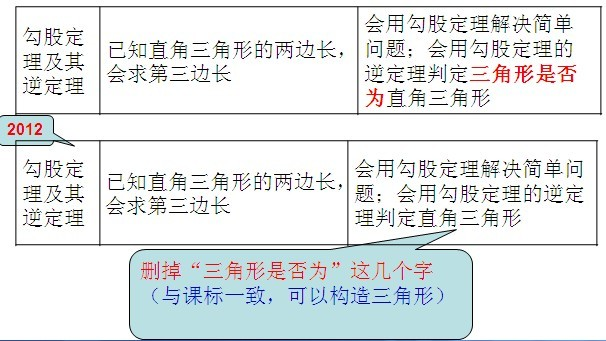 勾股定
理及其
逆定理
已知直角三角形的两边长，
会求第三边长
会用勾股定理解决简单
问题；会用勾股定理的
逆定理判定三角形是否
为直角三角形
2012
勾股定
理及其
逆定理
已知直角三角形的两边长，
会求第三边长
会用勾股定理解决简单问
题；会用勾股定理的逆定
理判定直角三角形
删掉“三角形是否为”这几个字
（与课标一致，可以构造三角形）